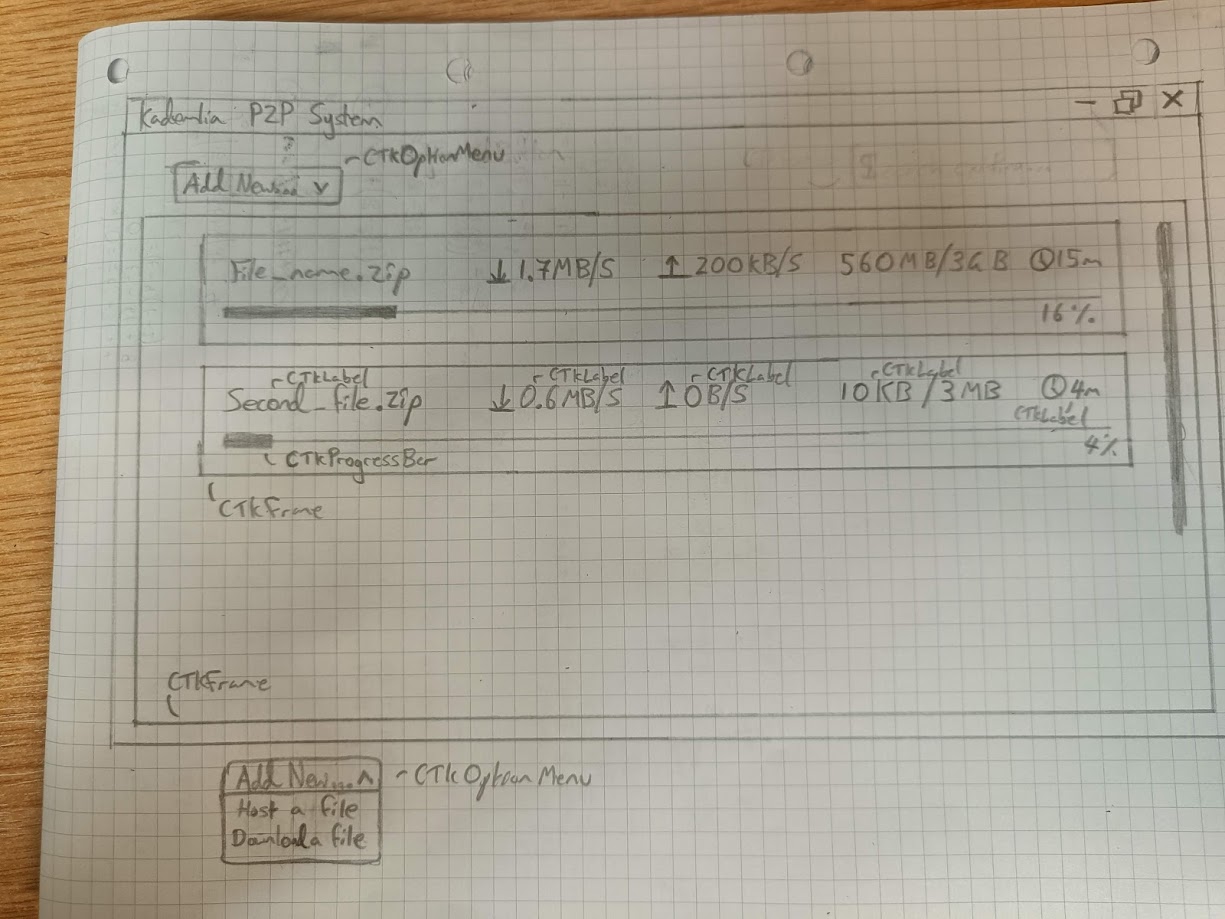 Kademlia P2P System
CTkOptionMenu
Add New... v
File_name.zip ↓ 1.7MB/S ↑ 200kB/S 560MB/3GB 15m
16%
CTkLabel CTkLabel CTkLabel CTkLabel
Second_file.zip ↓ 0.6MB/S ↑ 0B/S 10KB/3MB 4m
CTkLabel
4%
CTkProgressBar
CTkFrame
CTkFrame
Add New... ^ CTkOptionMenu
Host a file
Download a file